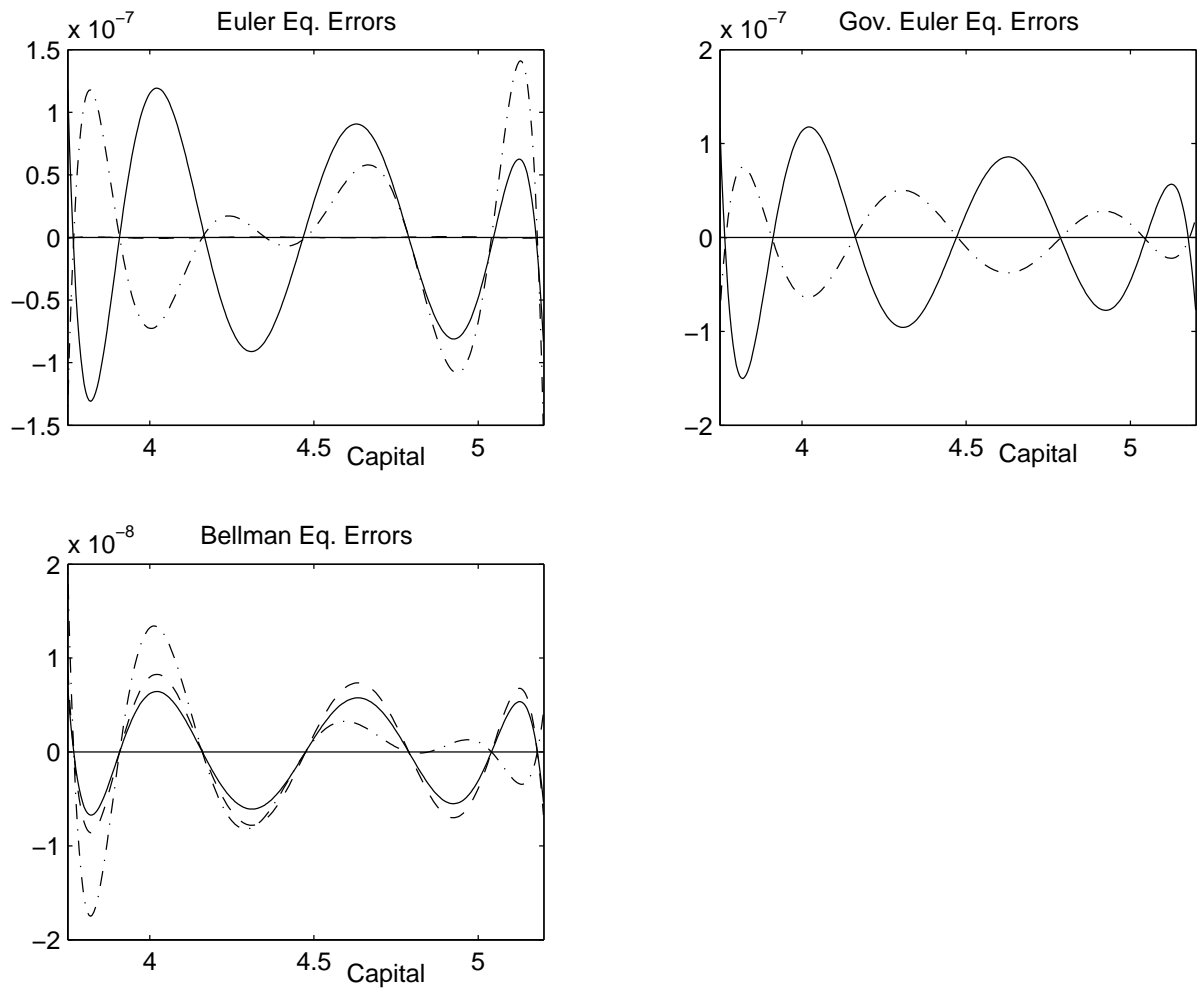 Euler Eq. Errors
x 10⁻⁷
1.5
1
0.5
0
−0.5
−1
−1.5
4
4.5
5
Capital
Gov. Euler Eq. Errors
x 10⁻⁷
2
1
0
−1
−2
4
4.5
5
Capital
Bellman Eq. Errors
x 10⁻⁸
2
1
0
−1
−2
4
4.5
5
Capital